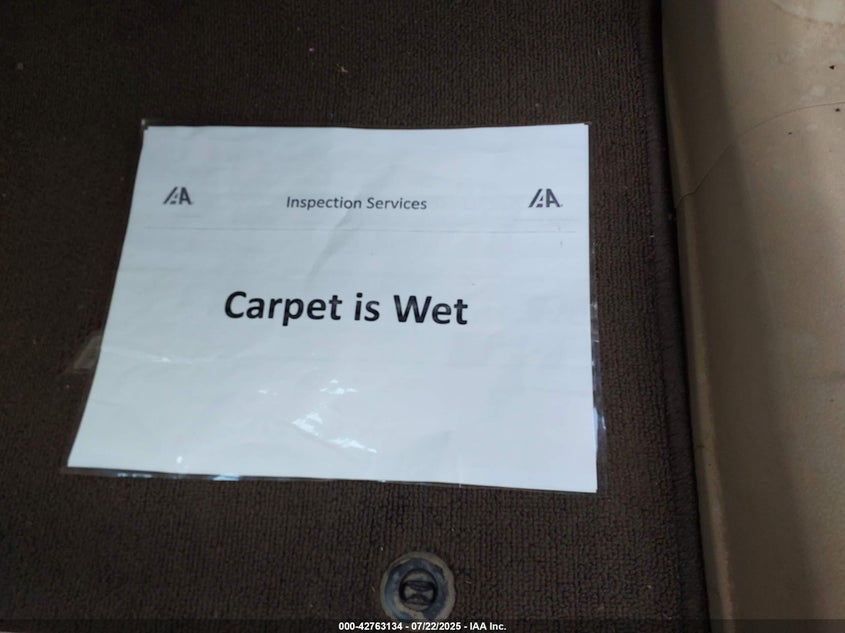 IAA Inspection Services IAA
Carpet is Wet
000-42763134 - 07/22/2025 - IAA Inc.